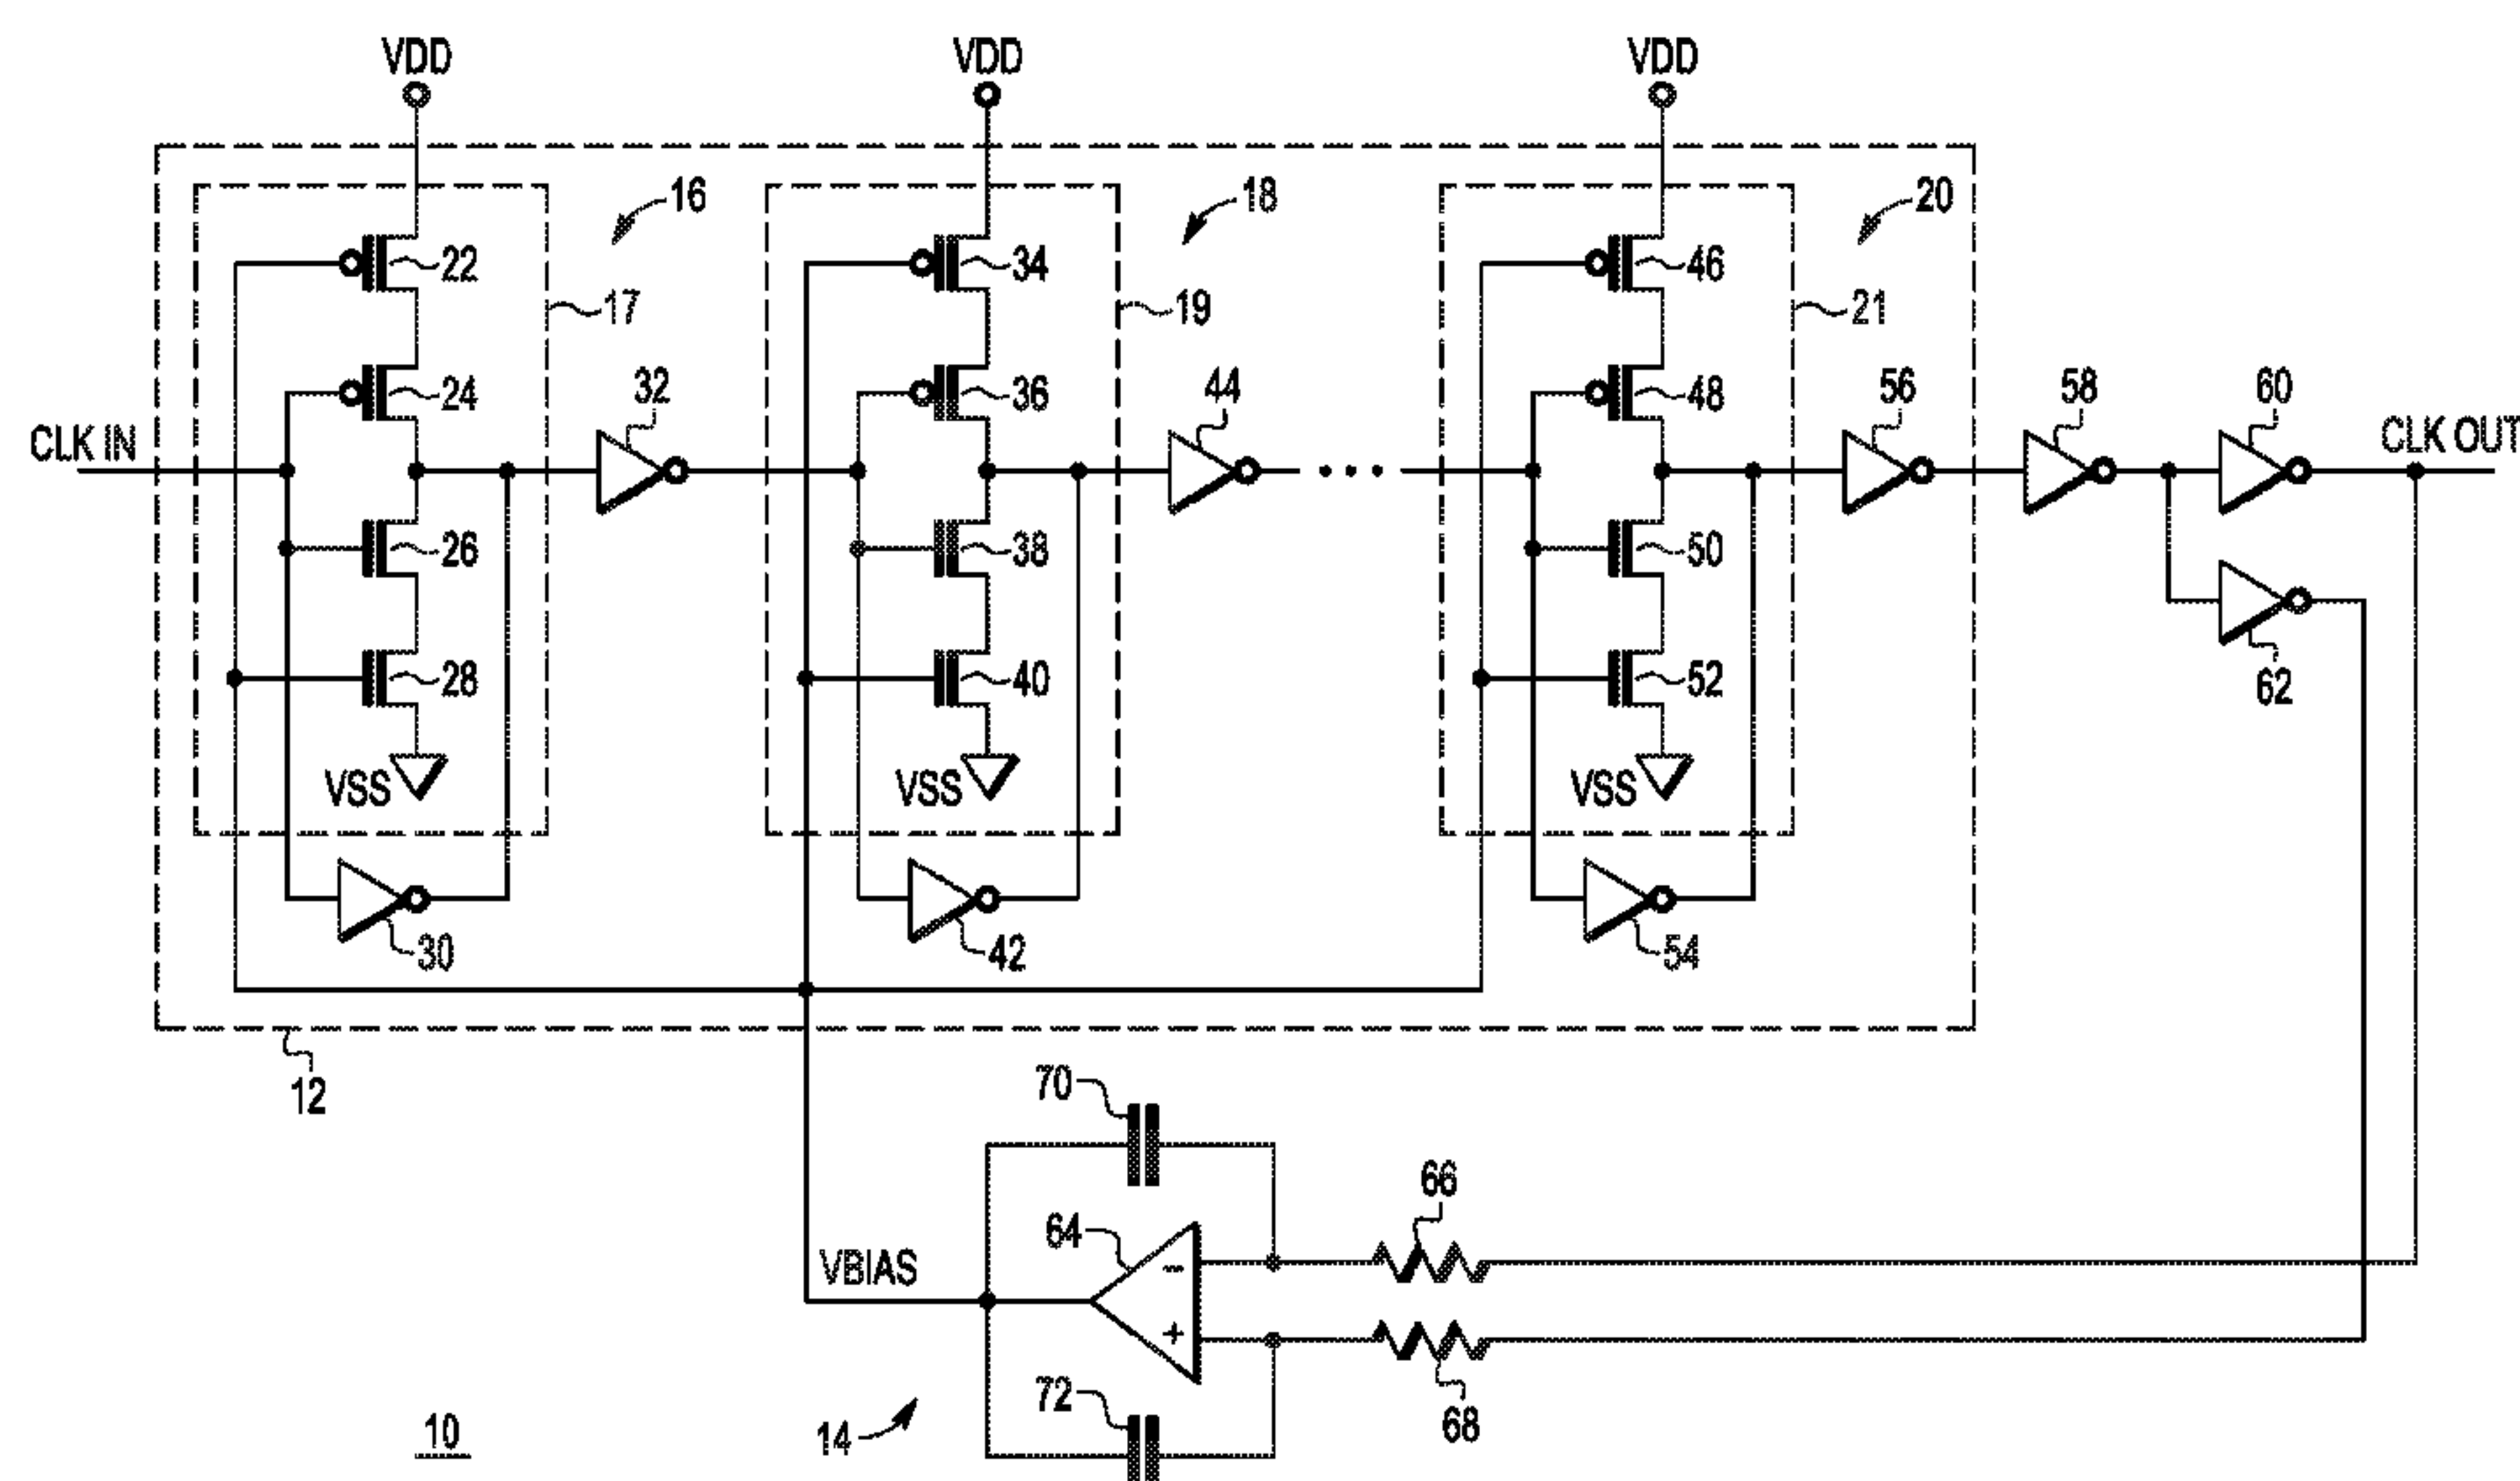 VDD VDD VDD
16 18 20
22 34 46
17 19 21
24 32 36 44 48 56 58 60
CLK IN CLK OUT
26 38 50
28 40 52 62
VSS VSS VSS
30 42 54
12
70
66
64
VBIAS
−
+
72
68
14
10